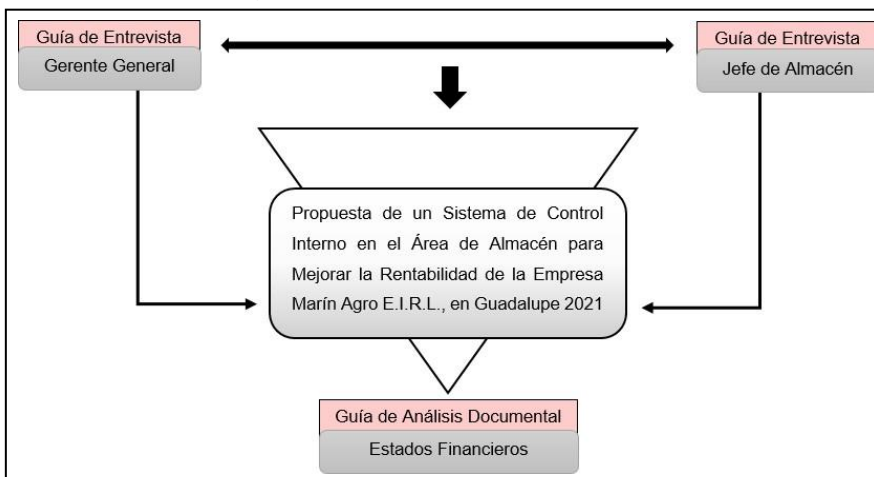 Guía de Entrevista
Gerente General
Guía de Entrevista
Jefe de Almacén
Propuesta de un Sistema de Control
Interno en el Área de Almacén para
Mejorar la Rentabilidad de la Empresa
Marín Agro E.I.R.L., en Guadalupe 2021
Guía de Análisis Documental
Estados Financieros